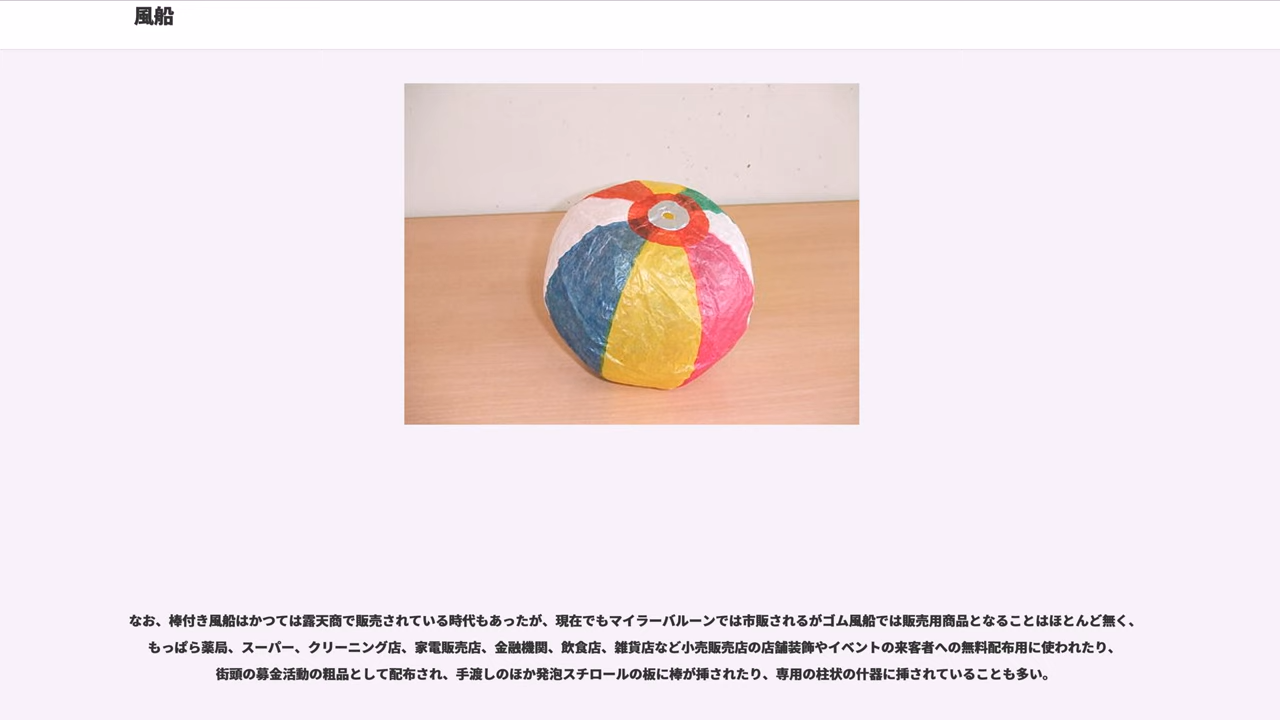 風船
なお、棒付き風船はかつては露天商で販売されている時代もあったが、現在でもマイラーバルーンでは市販されるがゴム風船では販売用商品となることはほとんど無く、
もっぱら薬局、スーパー、クリーニング店、家電販売店、金融機関、飲食店、雑貨店など小売販売店の店舗装飾やイベントの来客者への無料配布用に使われたり、
街頭の募金活動の粗品として配布され、手渡しのほか発泡スチロールの板に棒が挿されたり、専用の柱状の什器に挿されていることも多い。